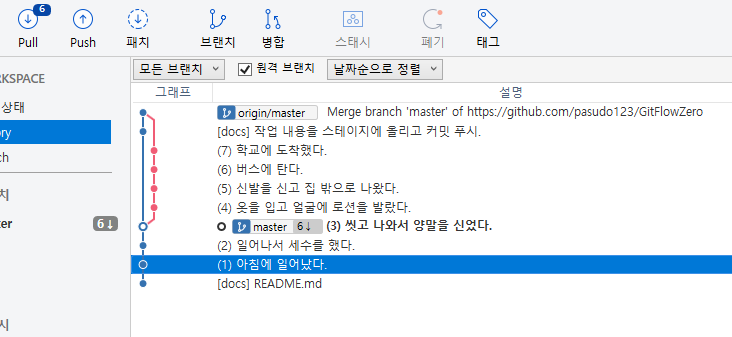 6
Pull Push 패치 브랜치 병합 스태시 폐기 태그
RKSPACE
모든 브랜치 원격 브랜치 날짜순으로 정렬
상태
그래프 설명
ory
origin/master Merge branch 'master' of https://github.com/pasudo123/GitFlowZero
[docs] 작업 내용을 스테이지에 올리고 커밋 푸시.
ch
(7) 학교에 도착했다.
(6) 버스에 탄다.
치
(5) 신발을 신고 집 밖으로 나왔다.
(4) 옷을 입고 얼굴에 로션을 발랐다.
ter 6↓
master 6↓ (3) 씻고 나와서 양말을 신었다.
(2) 일어나서 세수를 했다.
(1) 아침에 일어났다.
[docs] README.md
시